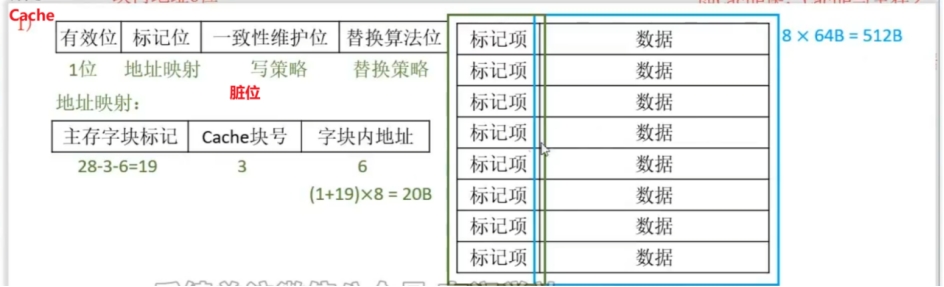 Cache
1)
有效位 标记位 一致性维护位 替换算法位
1位 地址映射 写策略 替换策略
脏位
地址映射：
主存字块标记 Cache块号 字块内地址
28-3-6=19 3 6
(1+19)×8 = 20B
标记项 数据
标记项 数据
标记项 数据
标记项 数据
标记项 数据
标记项 数据
标记项 数据
标记项 数据
8 × 64B = 512B